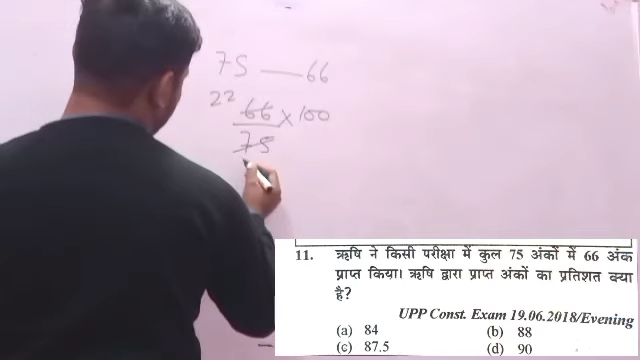 75 — 66
22
66 × 100
75
11. ऋषि ने किसी परीक्षा में कुल 75 अंकों में 66 अंक
प्राप्त किया। ऋषि द्वारा प्राप्त अंकों का प्रतिशत क्या
है?
UPP Const. Exam 19.06.2018/Evening
(a) 84 (b) 88
(c) 87.5 (d) 90